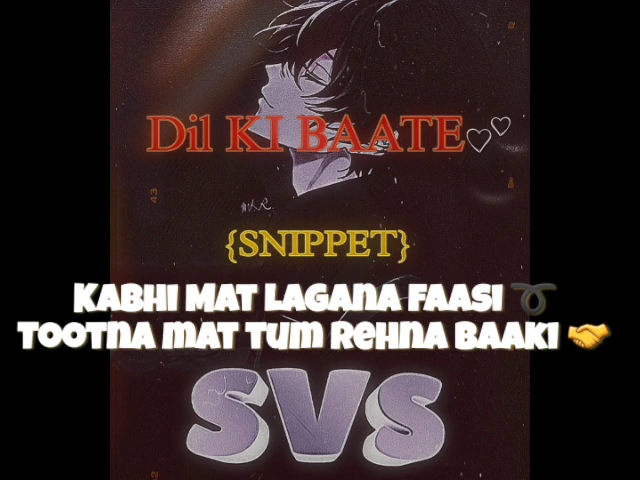 Dil KI BAATE♡♡
{SNIPPET}
KABHI MAT LAGANA FAASI ➰
TOOTNA MAT TUM REHNA BAAKI 🤝
SVS